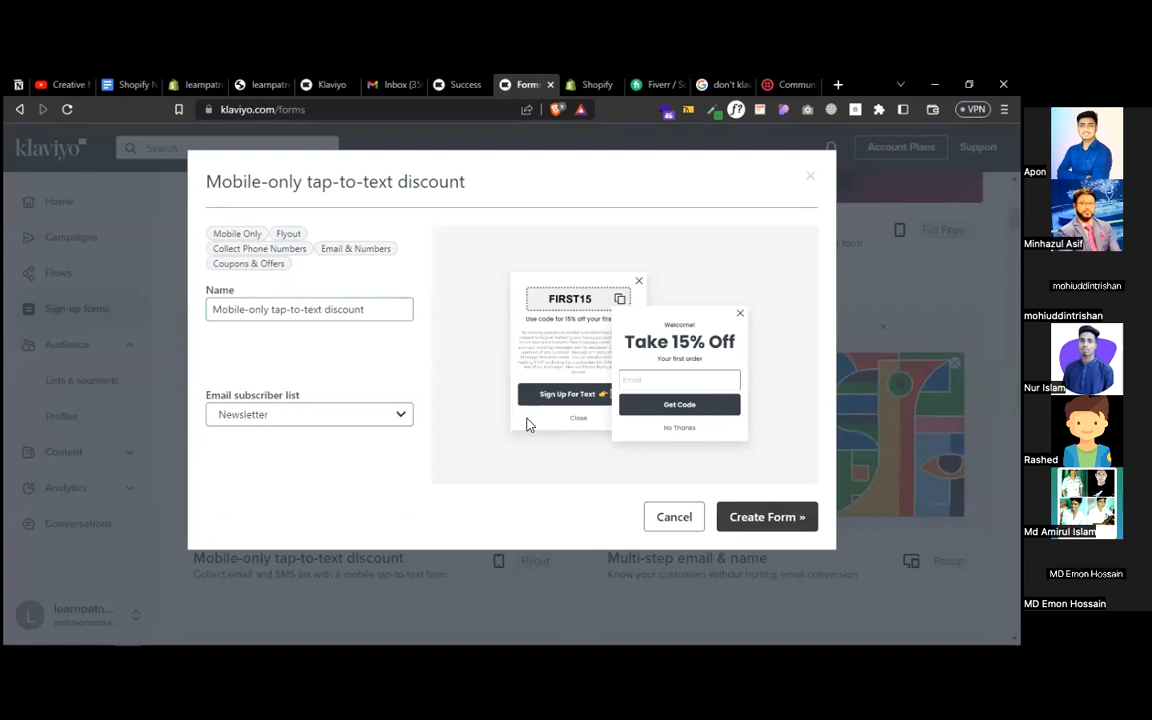 Creative
Shopify N
learnpatr
learnpatr
Klaviyo
Inbox (35
Success
Forms
Shopify
Fiverr / S
don't kla
Commun
klaviyo.com/forms
46
f?
VPN
klaviyo
Search
Account Plans
Support
Home
Campaigns
Flows
Sign-up forms
Audience
Lists & segments
Profiles
Content
Analytics
Conversations
learnpatr...
Mobile-only tap-to-text discount
Mobile Only
Flyout
Collect Phone Numbers
Email & Numbers
Coupons & Offers
Name
Mobile-only tap-to-text discount
Email subscriber list
Newsletter
FIRST15
Use code for 15% off your firs
Sign Up For Text
Close
Welcome!
Take 15% Off
Your first order
Email
Get Code
No Thanks
Cancel
Create Form »
Full Page
Mobile-only tap-to-text discount
Collect email and SMS list with a mobile tap-to-text form
Flyout
Multi-step email & name
Know your customers without hurting email conversion
Popup
Apon
Minhazul Asif
mohiuddintrishan
mohiuddintrishan
Nur Islam
Rashed
Md Amirul Islam
MD Emon Hossain
MD Emon Hossain